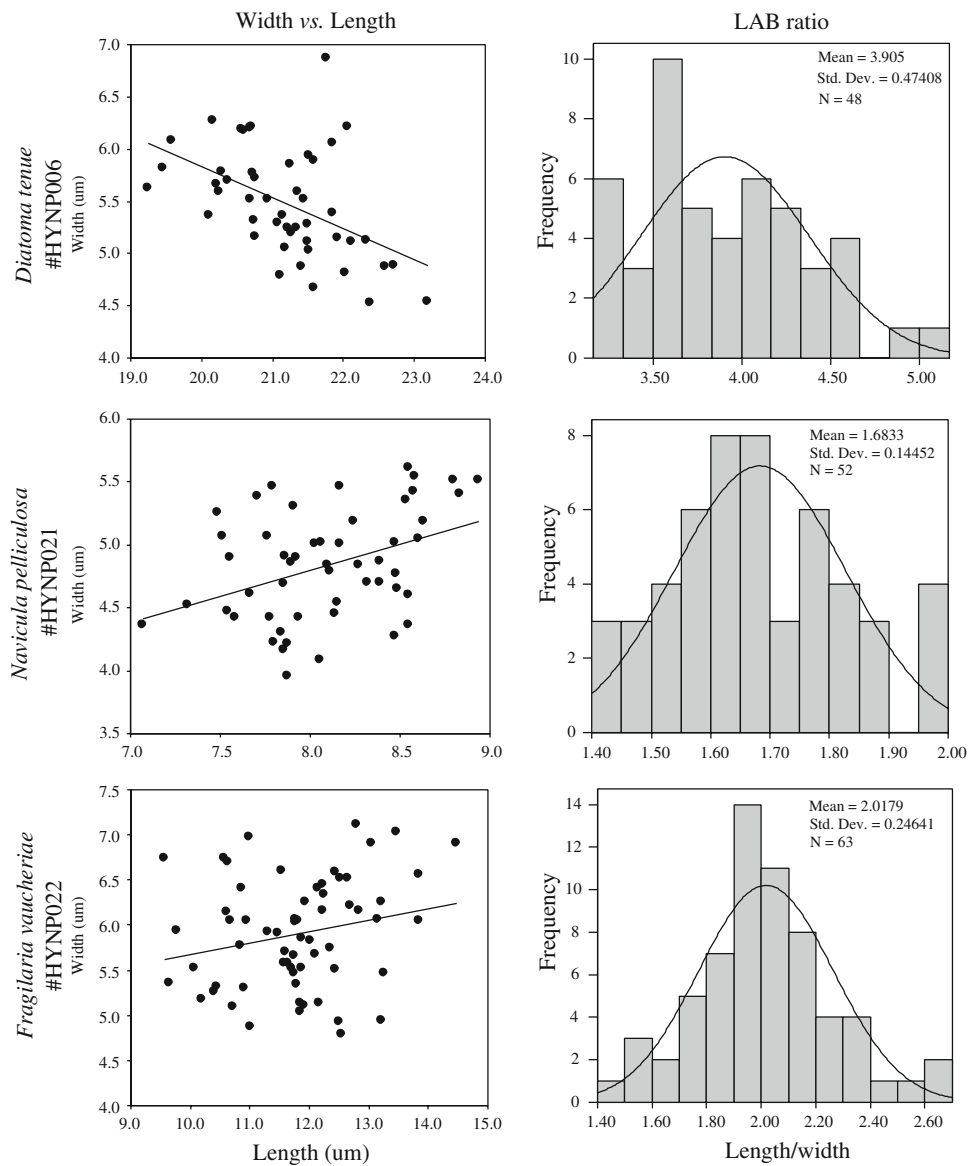 Width vs. Length
LAB ratio
Diatoma tenue
#HYNP006
Width (um)
7.0
6.5
6.0
5.5
5.0
4.5
4.0
19.0 20.0 21.0 22.0 23.0 24.0
Frequency
10
8
6
4
2
0
3.50 4.00 4.50 5.00
Mean = 3.905
Std. Dev. = 0.47408
N = 48
Navicula pelliculosa
#HYNP021
Width (um)
6.0
5.5
5.0
4.5
4.0
3.5
7.0 7.5 8.0 8.5 9.0
Frequency
8
6
4
2
0
1.40 1.50 1.60 1.70 1.80 1.90 2.00
Mean = 1.6833
Std. Dev. = 0.14452
N = 52
Fragilaria vaucheriae
#HYNP022
Width (um)
7.5
7.0
6.5
6.0
5.5
5.0
4.5
4.0
9.0 10.0 11.0 12.0 13.0 14.0 15.0
Length (um)
Frequency
14
12
10
8
6
4
2
0
1.40 1.60 1.80 2.00 2.20 2.40 2.60
Mean = 2.0179
Std. Dev. = 0.24641
N = 63
Length/width